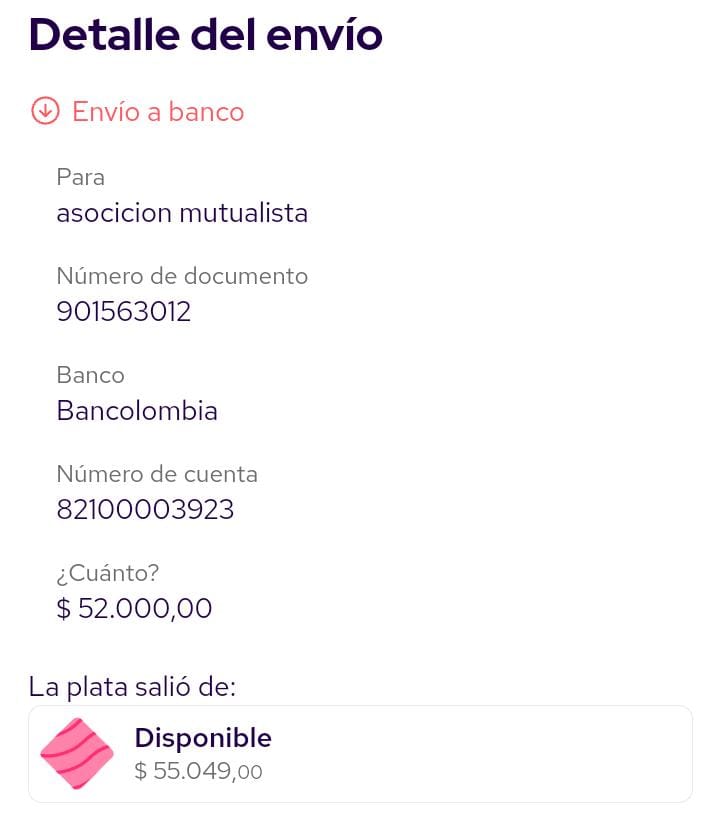 Detalle del envío
Envío a banco
Para
asocicion mutualista
Número de documento
901563012
Banco
Bancolombia
Número de cuenta
82100003923
¿Cuánto?
$ 52.000,00
La plata salió de:
Disponible
$ 55.049,00